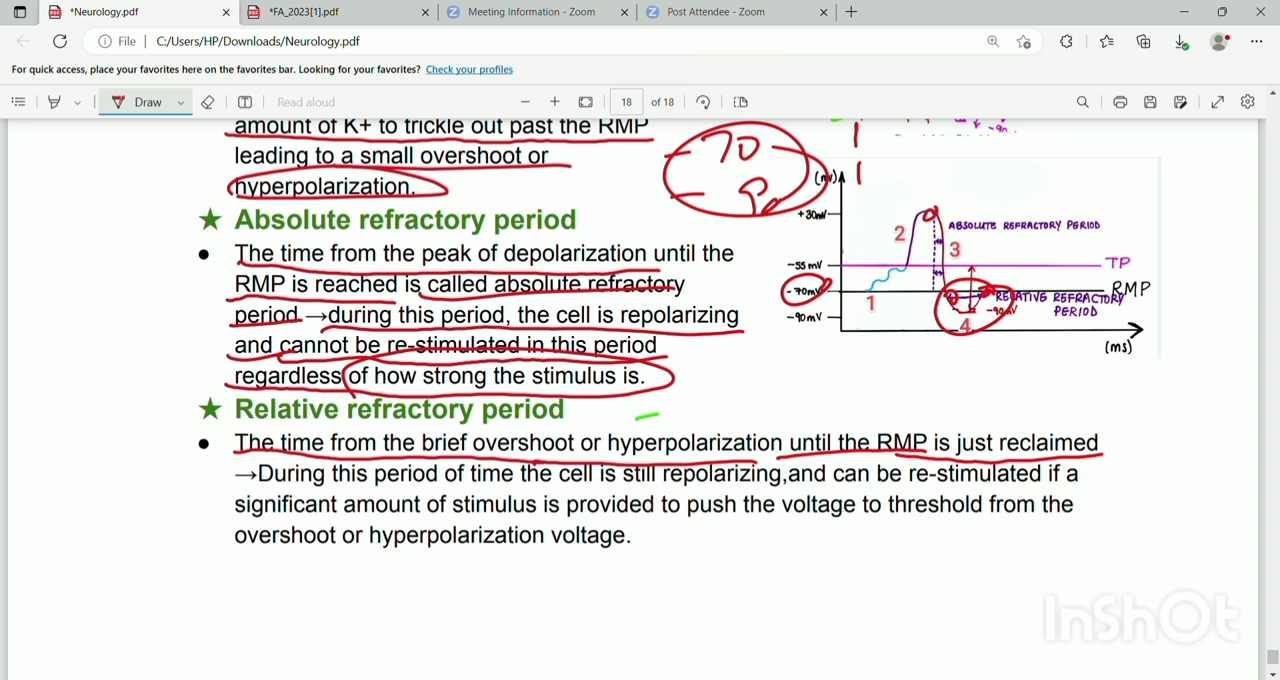 *Neurology.pdf
*FA_2023[1].pdf
Meeting Information - Zoom
Post Attendee - Zoom
File
C:/Users/HP/Downloads/Neurology.pdf
For quick access, place your favorites here on the favorites bar. Looking for your favorites? Check your profiles
Draw
Read aloud
18 of 18
amount of K+ to trickle out past the RMP
leading to a small overshoot or
hyperpolarization.
70
90
★ Absolute refractory period
● The time from the peak of depolarization until the
RMP is reached is called absolute refractory
period →during this period, the cell is repolarizing
and cannot be re-stimulated in this period
regardless of how strong the stimulus is.
(mv)
+30mV
2
ABSOLUTE REFRACTORY PERIOD
3
-55 mV
TP
-70mV
1
RELATIVE REFRACTORY
PERIOD
RMP
-90mV
-90mV
4
(ms)
★ Relative refractory period
● The time from the brief overshoot or hyperpolarization until the RMP is just reclaimed
→During this period of time the cell is still repolarizing,and can be re-stimulated if a
significant amount of stimulus is provided to push the voltage to threshold from the
overshoot or hyperpolarization voltage.
InShOt